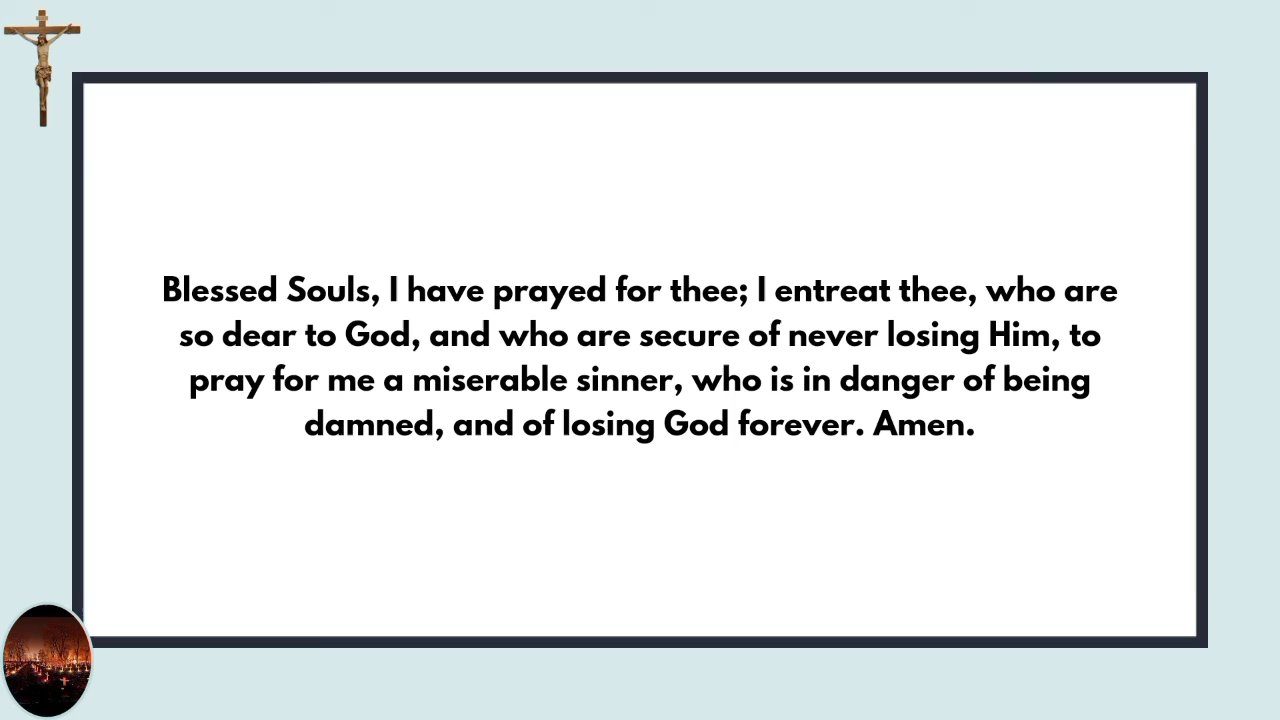 Blessed Souls, I have prayed for thee; I entreat thee, who are
so dear to God, and who are secure of never losing Him, to
pray for me a miserable sinner, who is in danger of being
damned, and of losing God forever. Amen.